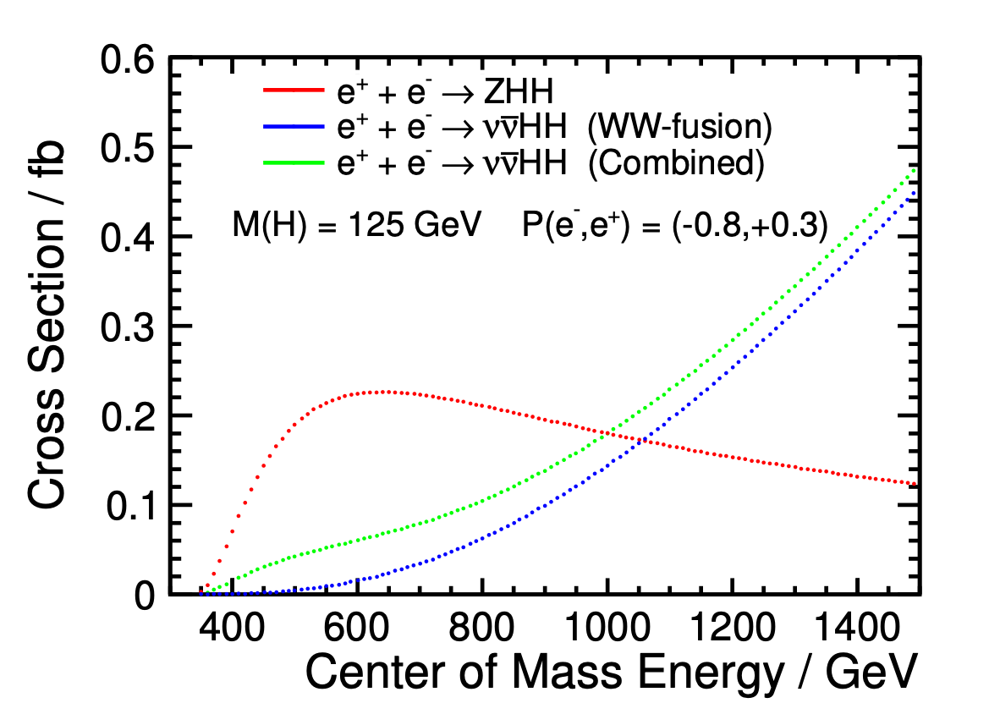 0.6
0.5
0.4
0.3
0.2
0.1
0
Cross Section / fb
e⁺ + e⁻ → ZHH
e⁺ + e⁻ → νν̅HH (WW-fusion)
e⁺ + e⁻ → νν̅HH (Combined)
M(H) = 125 GeV P(e⁻,e⁺) = (-0.8,+0.3)
400 600 800 1000 1200 1400
Center of Mass Energy / GeV